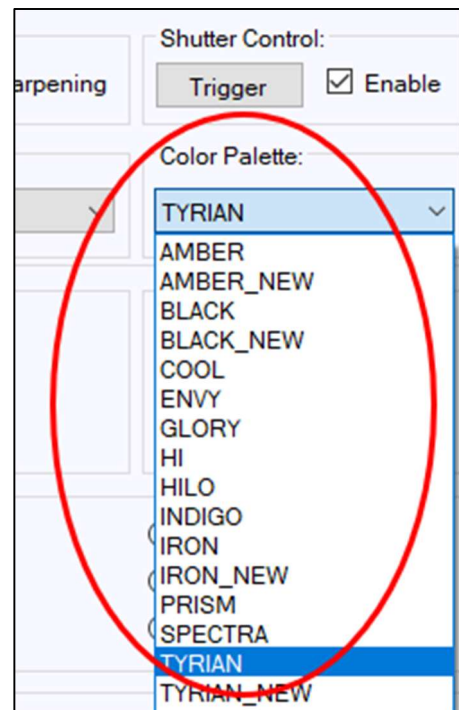 Shutter Control:
arpening
Trigger
Enable
Color Palette:
TYRIAN
AMBER
AMBER_NEW
BLACK
BLACK_NEW
COOL
ENVY
GLORY
HI
HILO
INDIGO
IRON
IRON_NEW
PRISM
SPECTRA
TYRIAN
TYRIAN_NEW